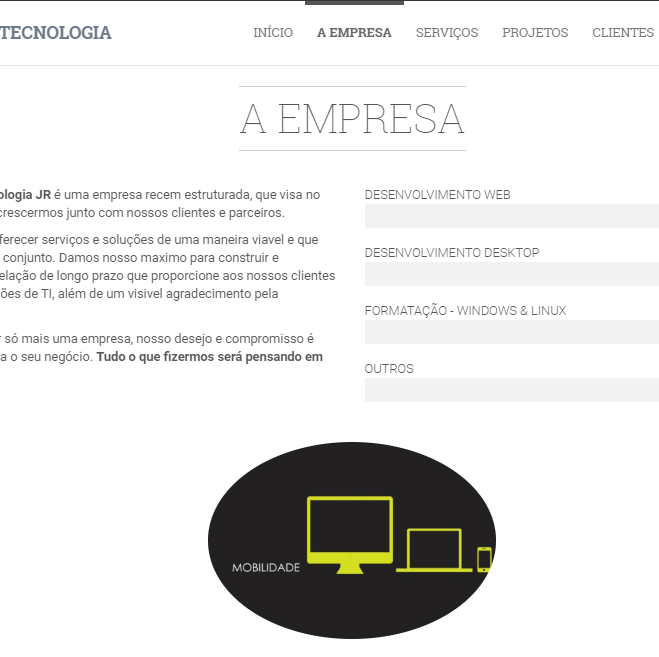 TECNOLOGIA
INÍCIO A EMPRESA SERVIÇOS PROJETOS CLIENTES
A EMPRESA
ologia JR é uma empresa recem estruturada, que visa no
crescermos junto com nossos clientes e parceiros.
ferecer serviços e soluções de uma maneira viavel e que
conjunto. Damos nosso maximo para construir e
elação de longo prazo que proporcione aos nossos clientes
ões de TI, além de um visivel agradecimento pela
r só mais uma empresa, nosso desejo e compromisso é
a o seu negócio. Tudo o que fizermos será pensando em
DESENVOLVIMENTO WEB
DESENVOLVIMENTO DESKTOP
FORMATAÇÃO - WINDOWS & LINUX
OUTROS
MOBILIDADE